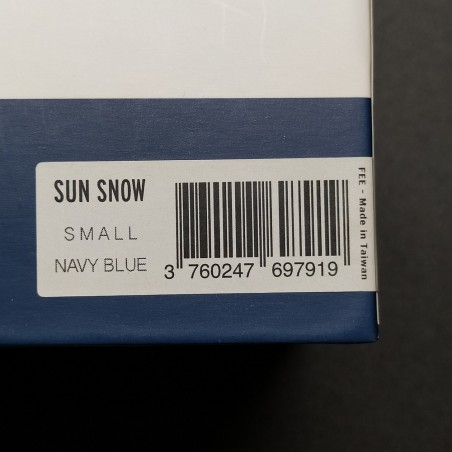 SUN SNOW
SMALL
NAVY BLUE
3 760247 697919
FEE - Made in Taiwan